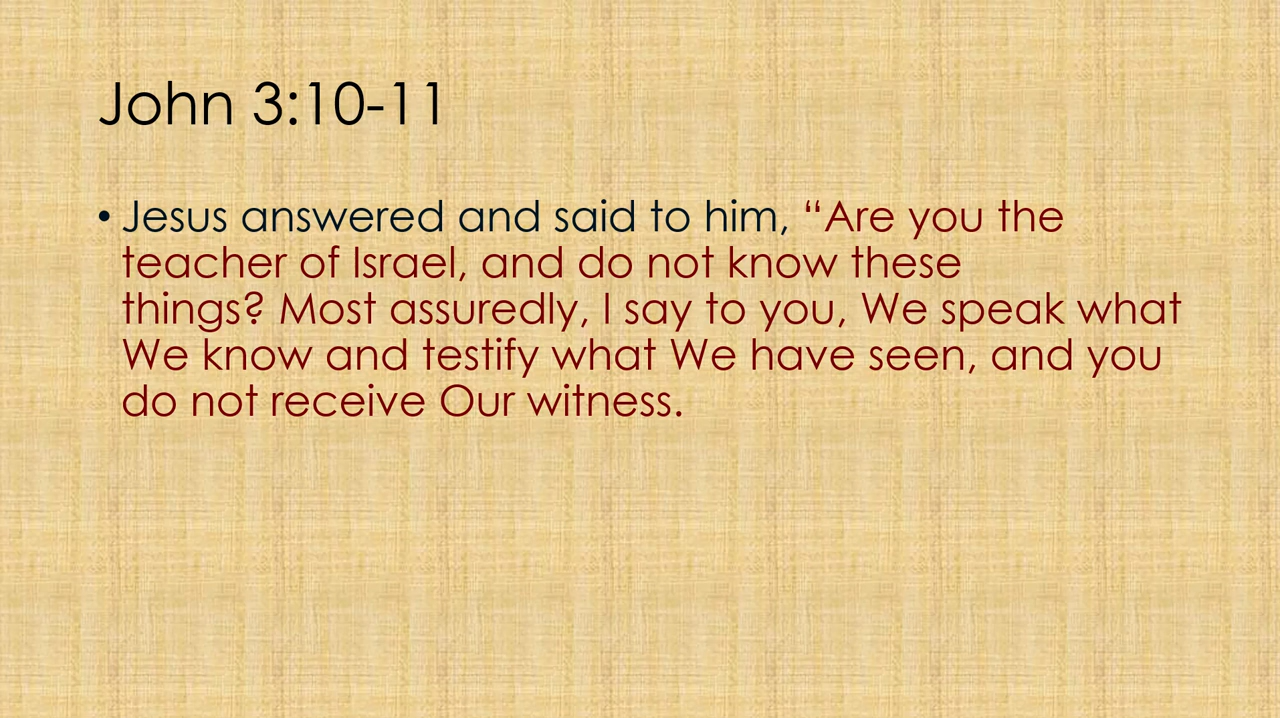 John 3:10-11
• Jesus answered and said to him, “Are you the
teacher of Israel, and do not know these
things? Most assuredly, I say to you, We speak what
We know and testify what We have seen, and you
do not receive Our witness.